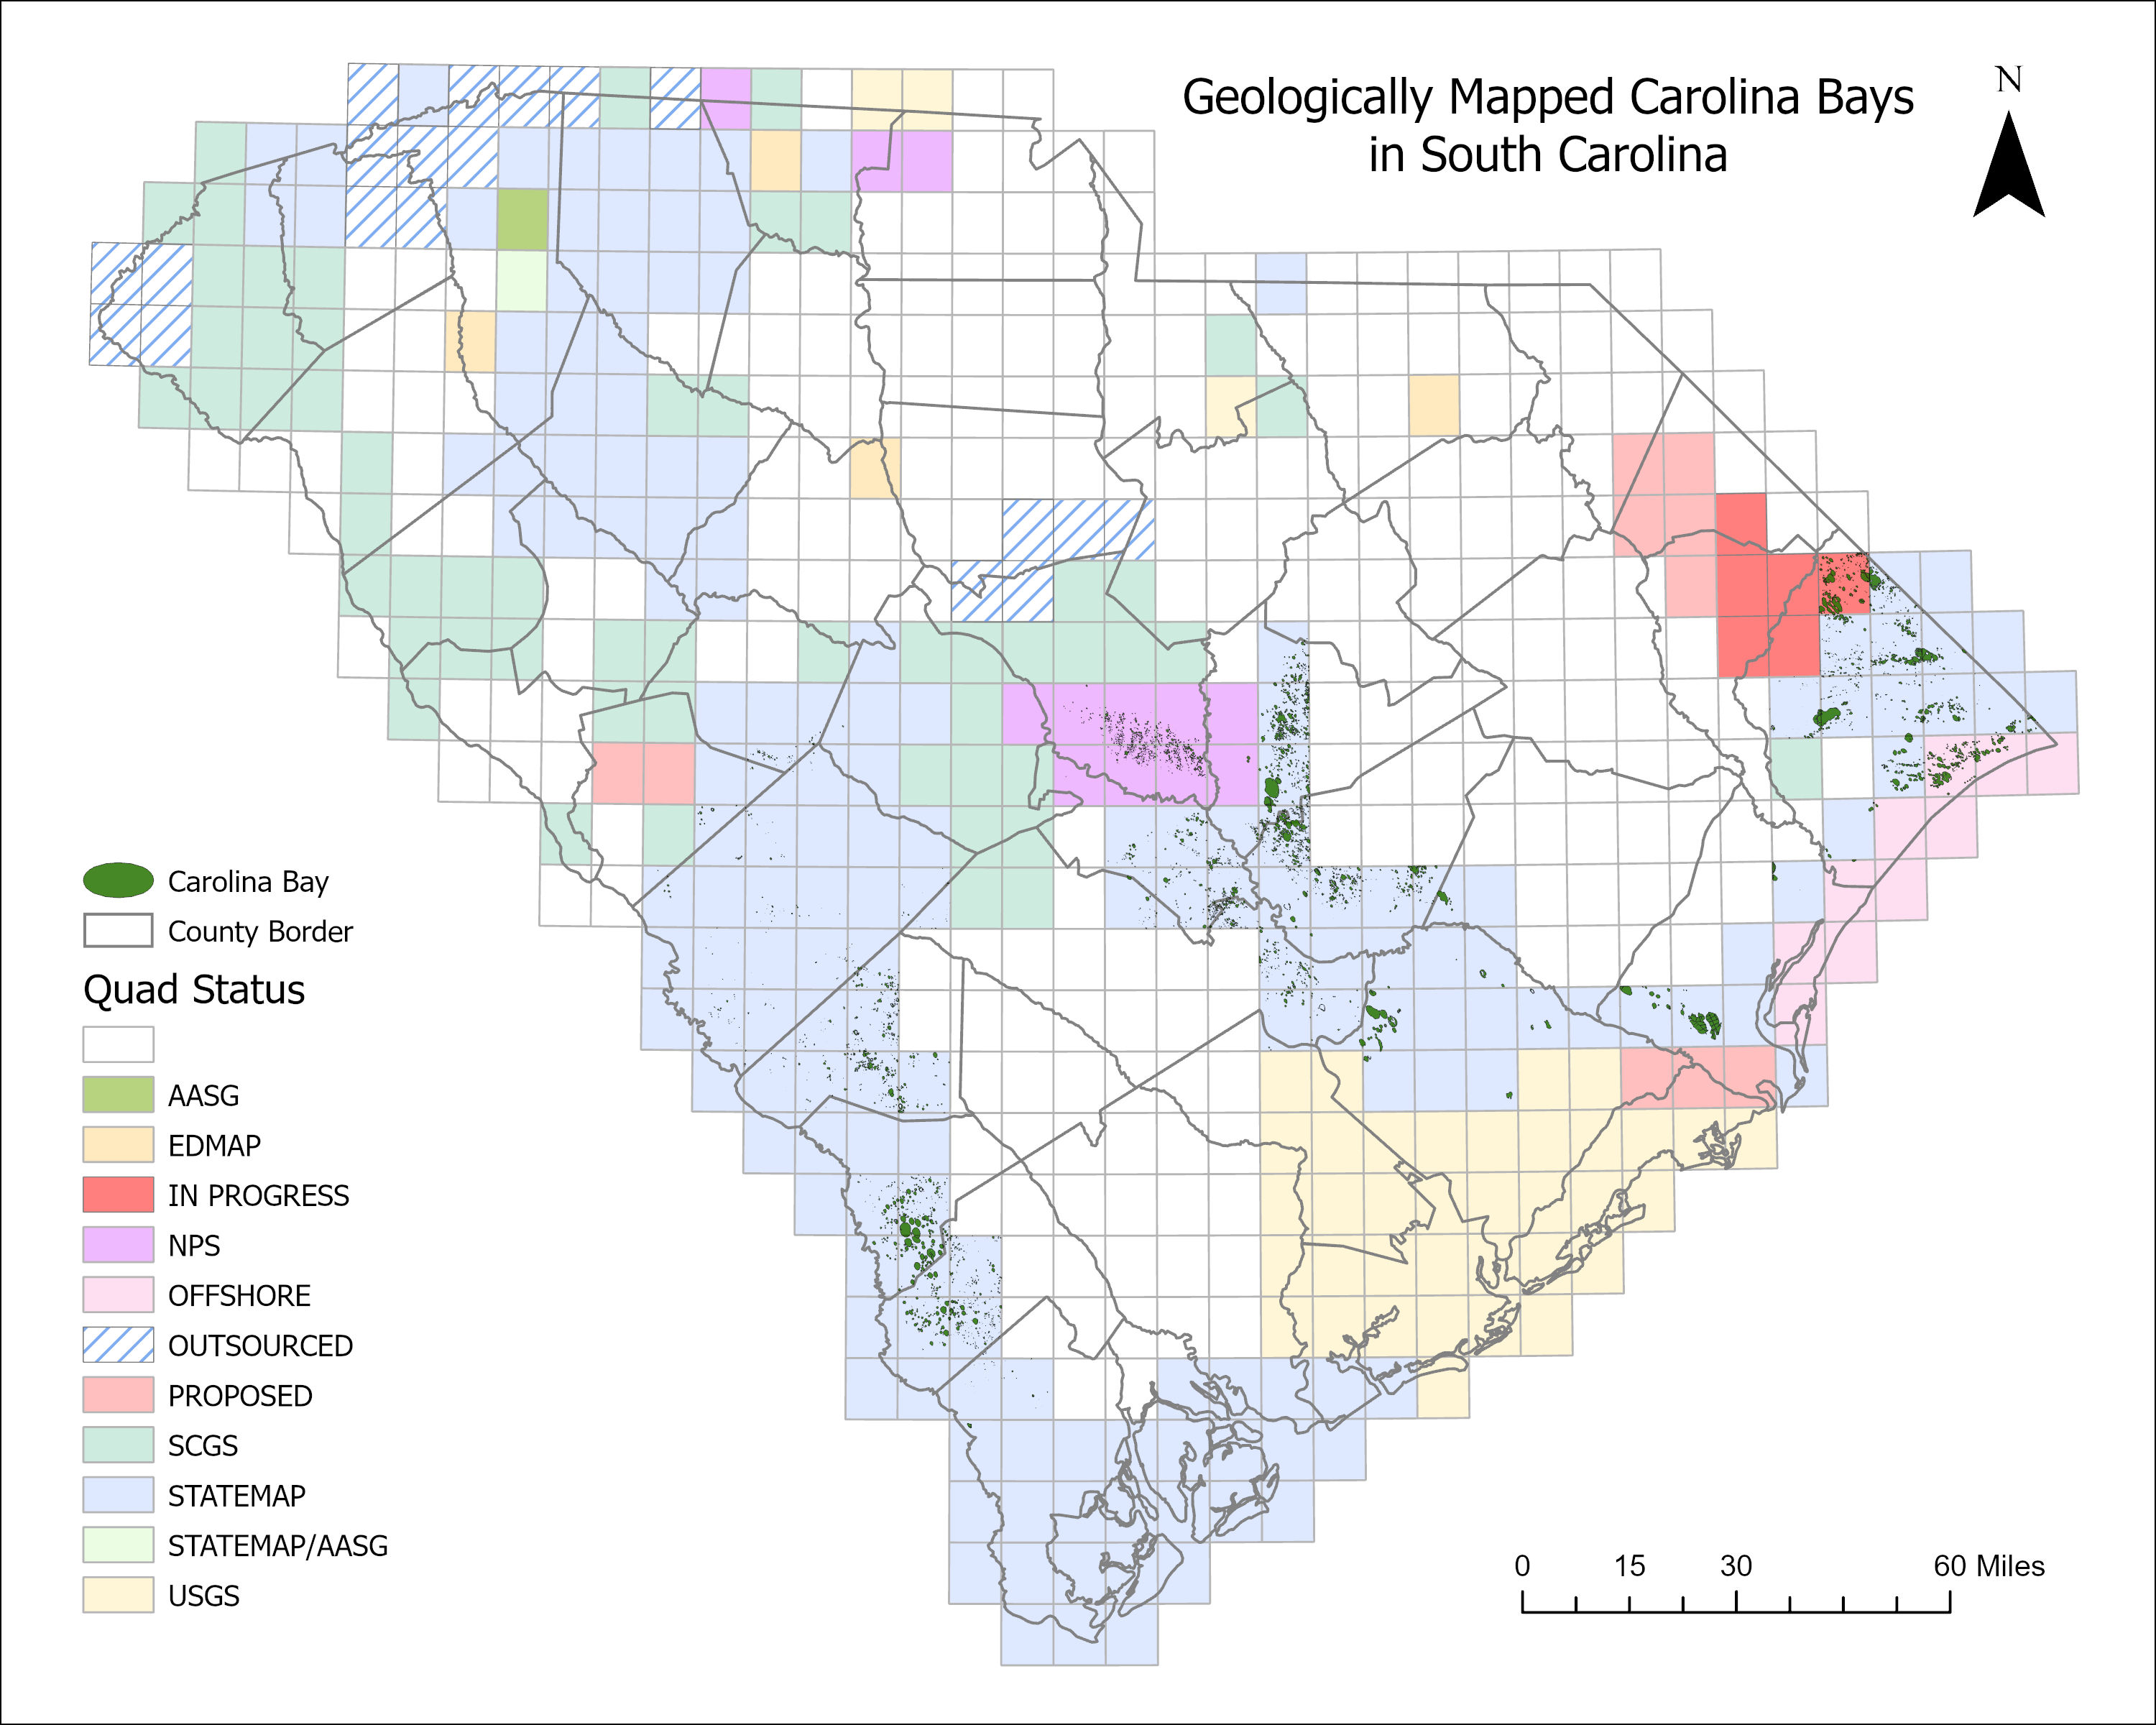 Geologically Mapped Carolina Bays
in South Carolina
N
Carolina Bay
County Border
Quad Status
AASG
EDMAP
IN PROGRESS
NPS
OFFSHORE
OUTSOURCED
PROPOSED
SCGS
STATEMAP
STATEMAP/AASG
USGS
0 15 30 60 Miles